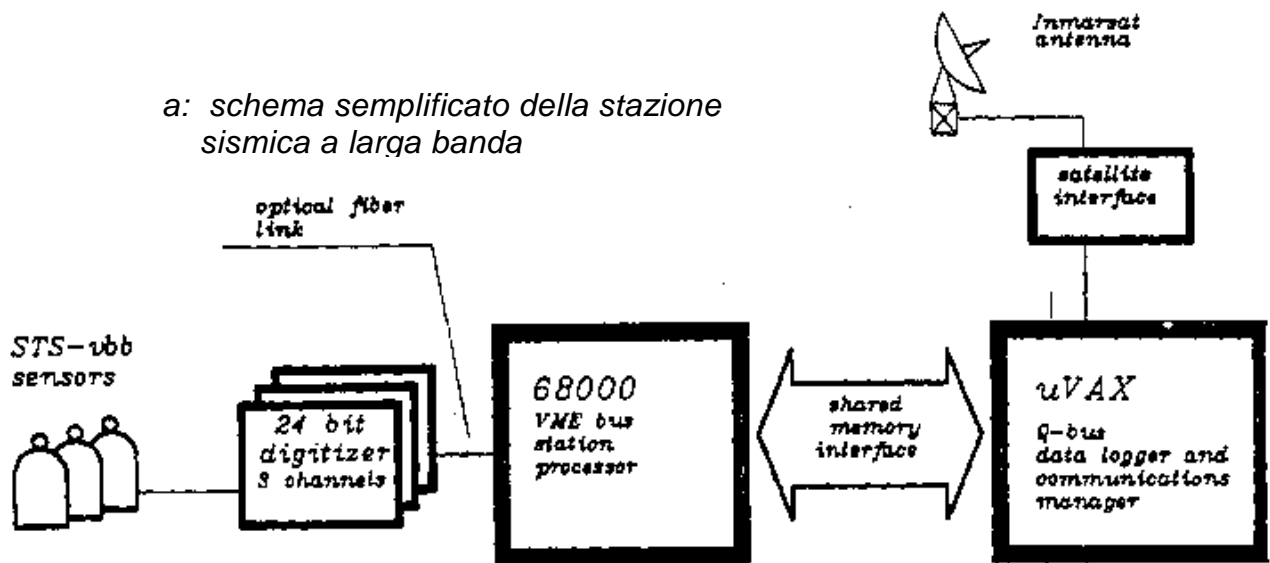 Inmarsat
antenna
a: schema semplificato della stazione
sismica a larga banda
satellite
interface
optical fiber
link
STS-vbb
sensors
24 bit
digitizer
3 channels
68000
VME bus
station
processor
shared
memory
interface
uVAX
Q-bus
data logger and
communications
manager